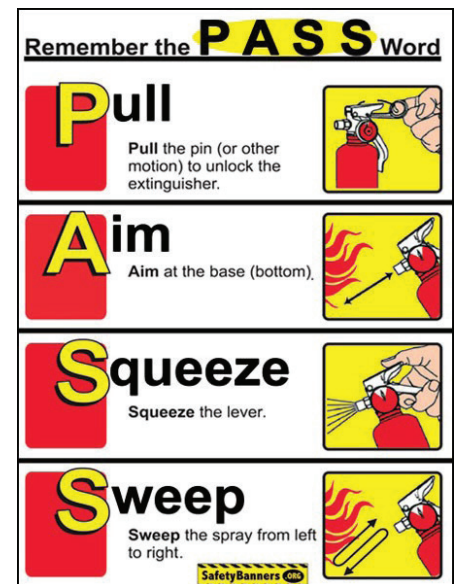 Remember the PASS Word
Pull
Pull the pin (or other
motion) to unlock the
extinguisher.
Aim
Aim at the base (bottom).
Squeeze
Squeeze the lever.
Sweep
Sweep the spray from left
to right.
SafetyBanners.ORG